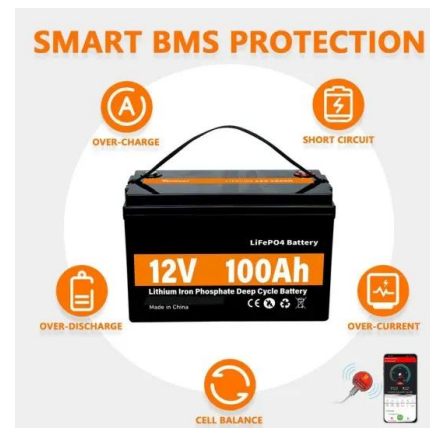 SMART BMS PROTECTION
OVER-CHARGE
SHORT CIRCUIT
LiFePO4 Battery
12V 100Ah
Lithium Iron Phosphate Deep Cycle Battery
Made in China
CE
OVER-DISCHARGE
OVER-CURRENT
CELL BALANCE